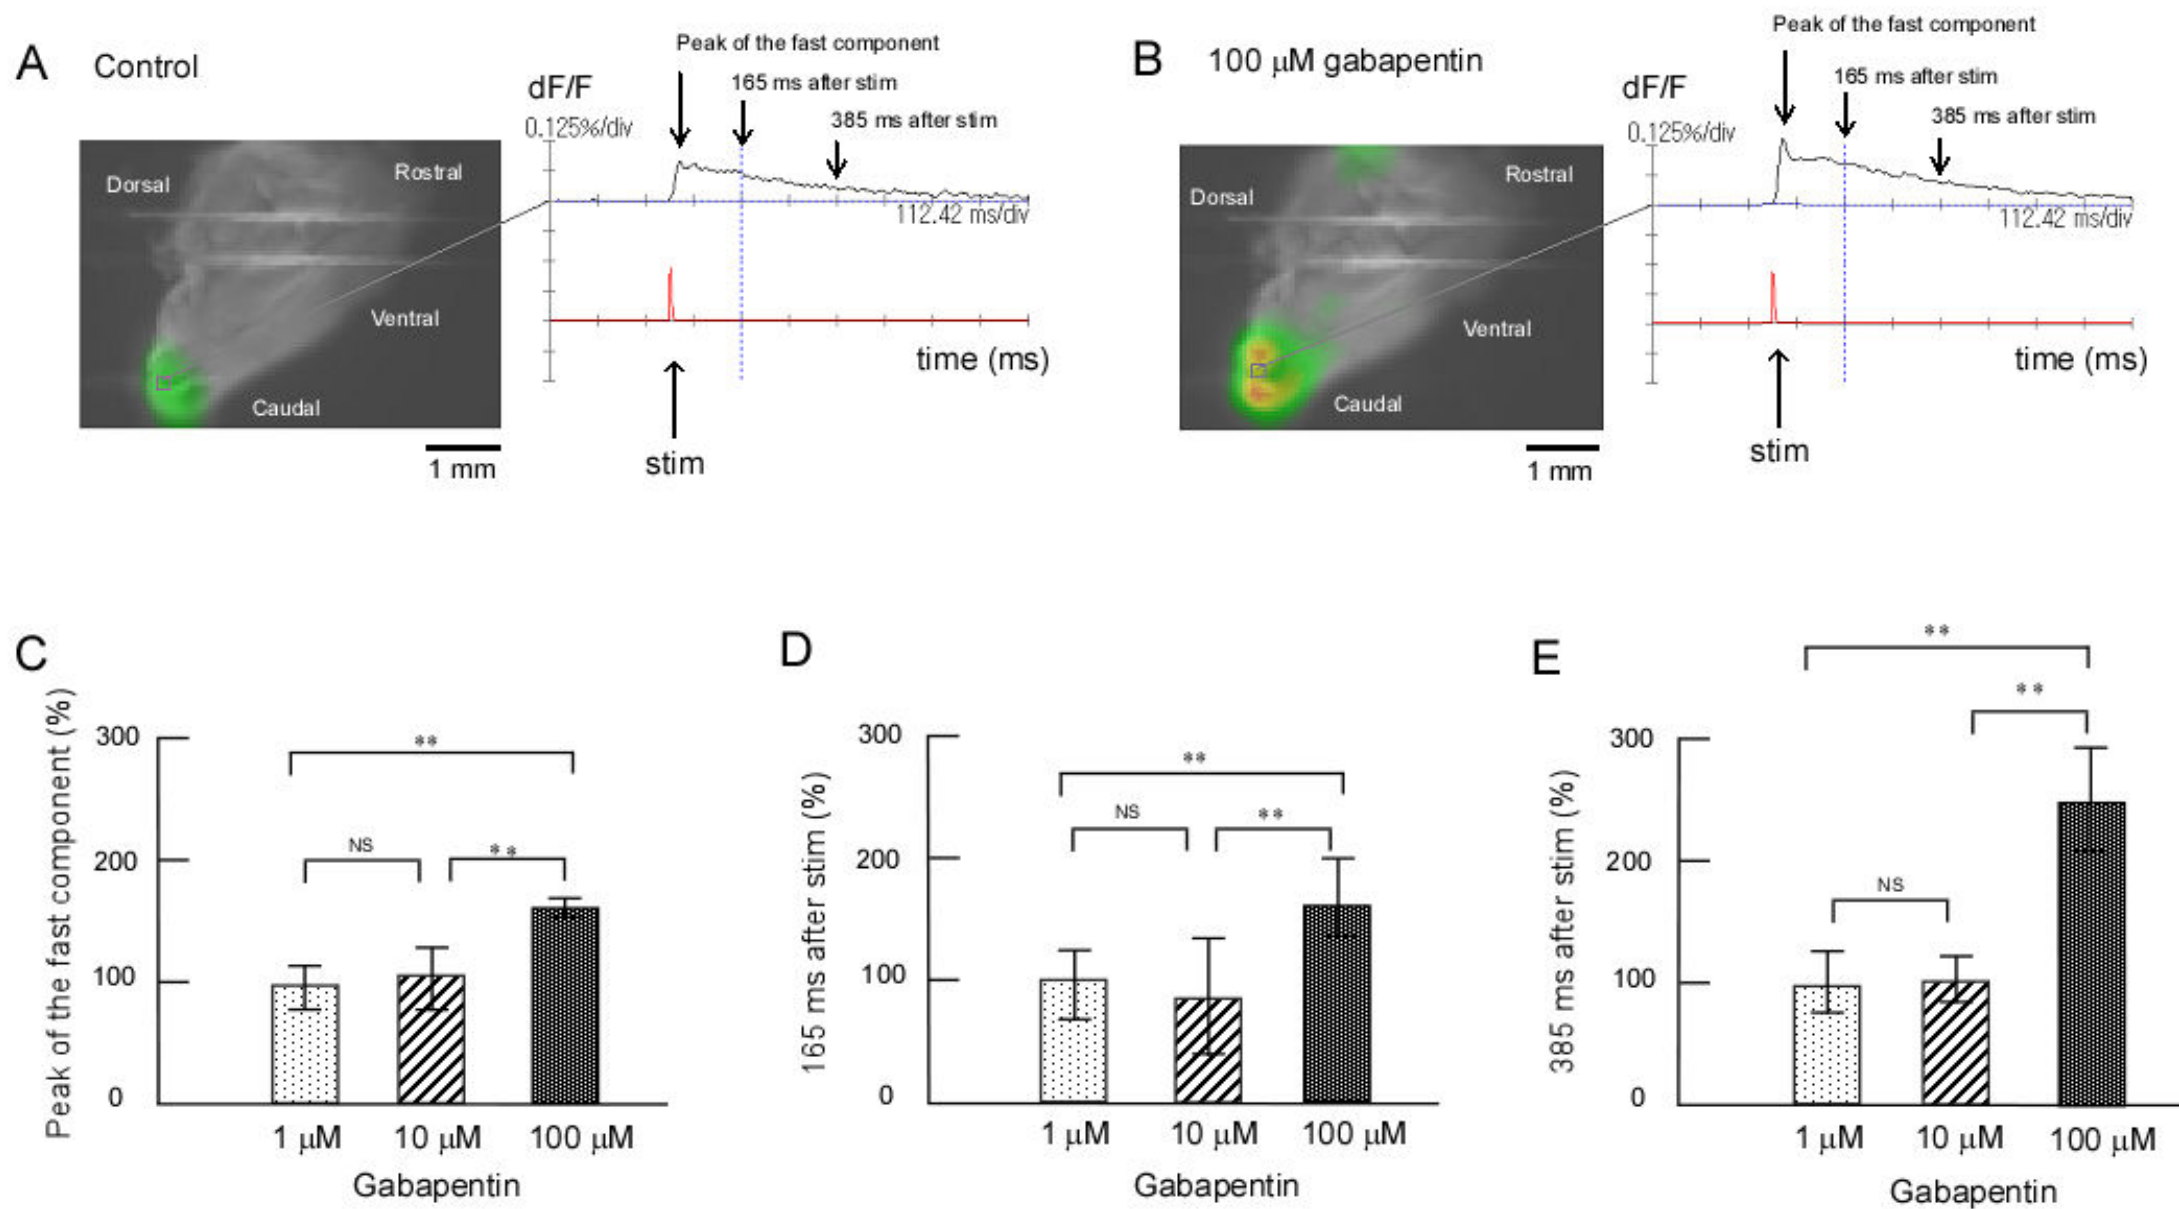 A
Control
Peak of the fast component
165 ms after stim
385 ms after stim
dF/F
0.125%/div
Dorsal
Rostral
112.42 ms/div
Ventral
Caudal
time (ms)
1 mm
stim
B
100 μM gabapentin
Peak of the fast component
165 ms after stim
385 ms after stim
dF/F
0.125%/div
Dorsal
Rostral
112.42 ms/div
Ventral
Caudal
time (ms)
1 mm
stim
C
Peak of the fast component (%)
300
200
100
0
**
NS
**
1 μM
10 μM
100 μM
Gabapentin
D
165 ms after stim (%)
300
200
100
0
**
NS
**
1 μM
10 μM
100 μM
Gabapentin
E
385 ms after stim (%)
300
200
100
0
**
**
NS
1 μM
10 μM
100 μM
Gabapentin